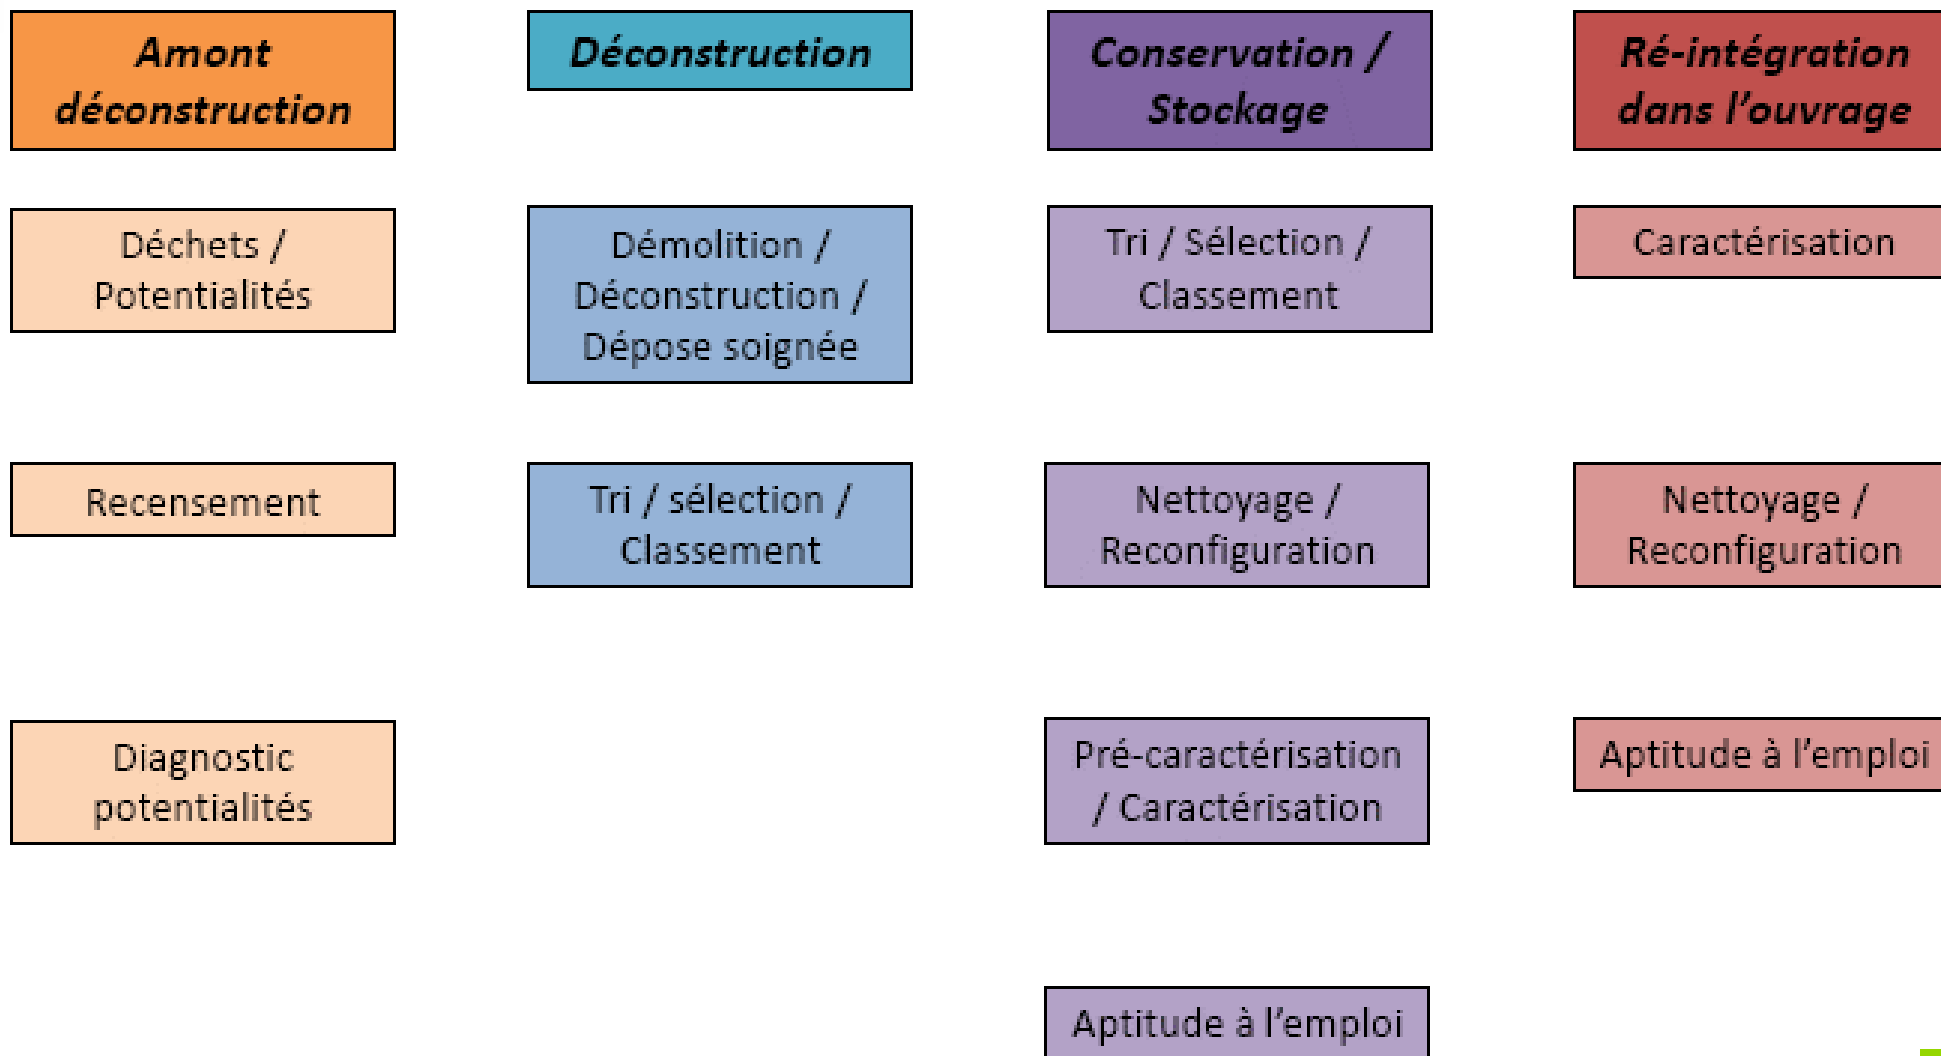 Amont
déconstruction
Déconstruction
Conservation /
Stockage
Ré-intégration
dans l'ouvrage
Déchets /
Potentialités
Démolition /
Déconstruction /
Dépose soignée
Tri / Sélection /
Classement
Caractérisation
Recensement
Tri / sélection /
Classement
Nettoyage /
Reconfiguration
Nettoyage /
Reconfiguration
Diagnostic
potentialités
Pré-caractérisation
/ Caractérisation
Aptitude à l'emploi
Aptitude à l'emploi